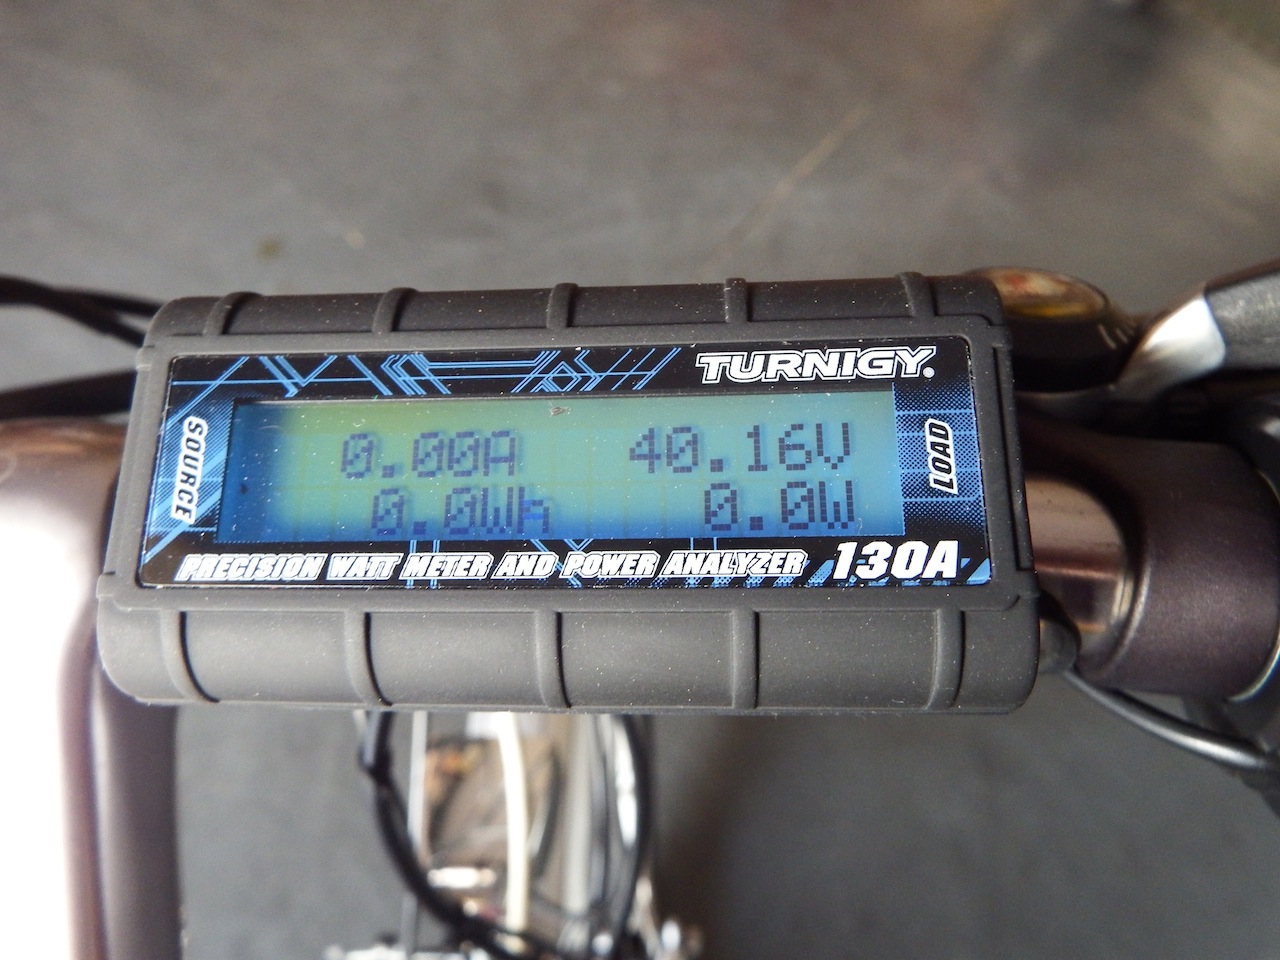 TURNIGY®
SOURCE
0.00A 40.16V
0.0Wh 0.0W
LOAD
PRECISION WATT METER AND POWER ANALYZER 130A